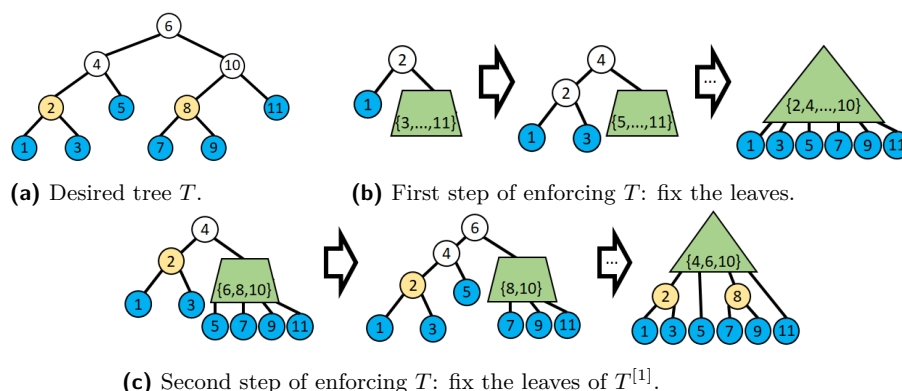 6
4 10
2 5 8 11
1 3 7 9
(a) Desired tree T.
2
1
{3,...,11}
4
2
1 3
{5,...,11}
...
{2,4,...,10}
1 3 5 7 9 11
(b) First step of enforcing T: fix the leaves.
4
2
1 3
{6,8,10}
5 7 9 11
6
4
2 5
1 3
{8,10}
7 9 11
...
{4,6,10}
2 8
1 3 5 7 9 11
(c) Second step of enforcing T: fix the leaves of T^[1].